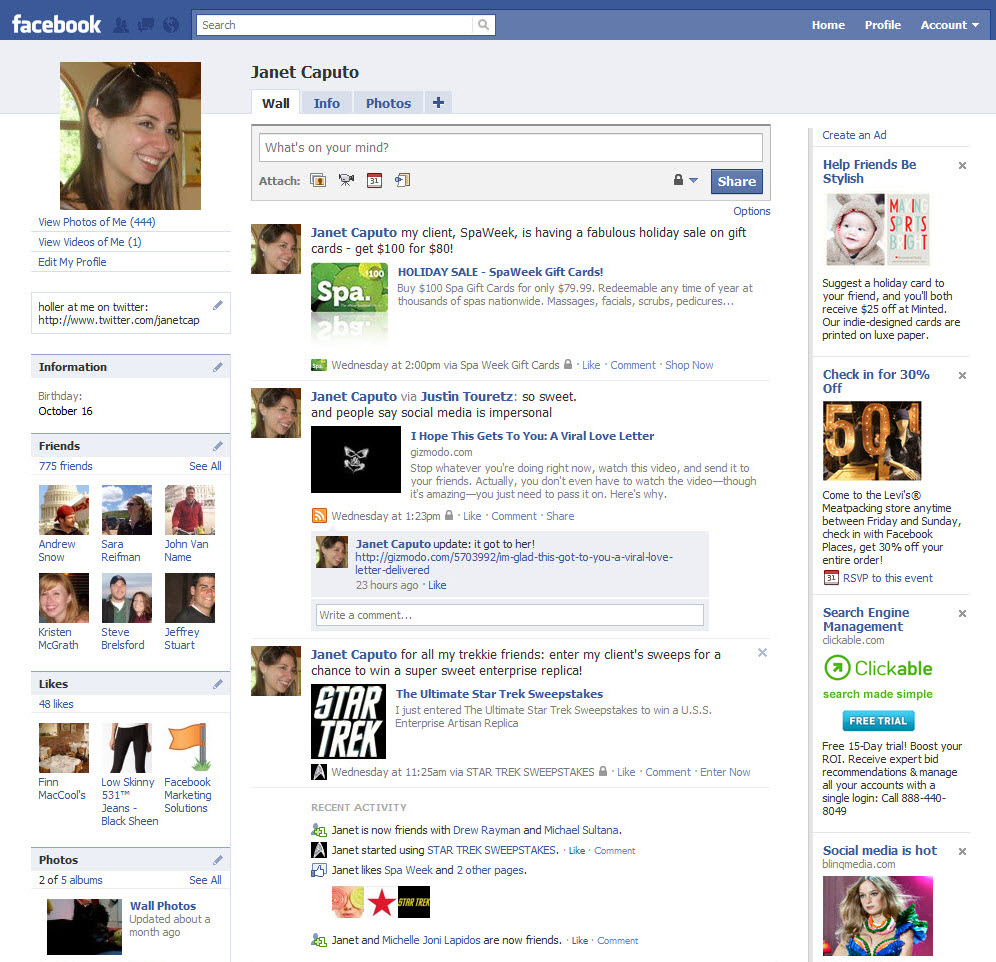 facebook
Search
Home Profile Account
Janet Caputo
Wall Info Photos +
What's on your mind?
Attach: 31
Share
Options
View Photos of Me (444)
View Videos of Me (1)
Edit My Profile
holler at me on twitter:
http://www.twitter.com/janetcap
Information
Birthday:
October 16
Friends
775 friends See All
Andrew
Snow
Sara
Reifman
John Van
Name
Kristen
McGrath
Steve
Brelsford
Jeffrey
Stuart
Likes
48 likes
Finn
MacCool's
Low Skinny
531™
Jeans -
Black Sheen
Facebook
Marketing
Solutions
Photos
2 of 5 albums See All
Wall Photos
Updated about a
month ago
Janet Caputo my client, SpaWeek, is having a fabulous holiday sale on gift
cards - get $100 for $80!
$100
Spa.
HOLIDAY SALE - SpaWeek Gift Cards!
Buy $100 Spa Gift Cards for only $79.99. Redeemable any time of year at
thousands of spas nationwide. Massages, facials, scrubs, pedicures...
Spa. Wednesday at 2:00pm via Spa Week Gift Cards · Like · Comment · Shop Now
Janet Caputo via Justin Touretz: so sweet.
and people say social media is impersonal
I Hope This Gets To You: A Viral Love Letter
gizmodo.com
Stop whatever you're doing right now, watch this video, and send it to
your friends. Actually, you don't even have to watch the video—though
it's amazing—you just need to pass it on. Here's why.
Wednesday at 1:23pm · Like · Comment · Share
Janet Caputo update: it got to her!
http://gizmodo.com/5703992/im-glad-this-got-to-you-a-viral-love-
letter-delivered
23 hours ago · Like
Write a comment...
Janet Caputo for all my trekkie friends: enter my client's sweeps for a
chance to win a super sweet enterprise replica!
STAR
TREK
The Ultimate Star Trek Sweepstakes
I just entered The Ultimate Star Trek Sweepstakes to win a U.S.S.
Enterprise Artisan Replica
Wednesday at 11:25am via STAR TREK SWEEPSTAKES · Like · Comment · Enter Now
RECENT ACTIVITY
Janet is now friends with Drew Rayman and Michael Sultana.
Janet started using STAR TREK SWEEPSTAKES. · Like · Comment
Janet likes Spa Week and 2 other pages.
STAR TREK
Janet and Michelle Joni Lapidos are now friends. · Like · Comment
Create an Ad
Help Friends Be
Stylish
MAKING
SPIRITS
BRIGHT
Suggest a holiday card to
your friend, and you'll both
receive $25 off at Minted.
Our indie-designed cards are
printed on luxe paper.
Check in for 30%
Off
501
Come to the Levi's®
Meatpacking store anytime
between Friday and Sunday,
check in with Facebook
Places, get 30% off your
entire order!
31 RSVP to this event
Search Engine
Management
clickable.com
Clickable
search made simple
FREE TRIAL
Free 15-Day trial! Boost your
ROI. Receive expert bid
recommendations & manage
all your accounts with a
single login: Call 888-440-
8049
Social media is hot
blinqmedia.com